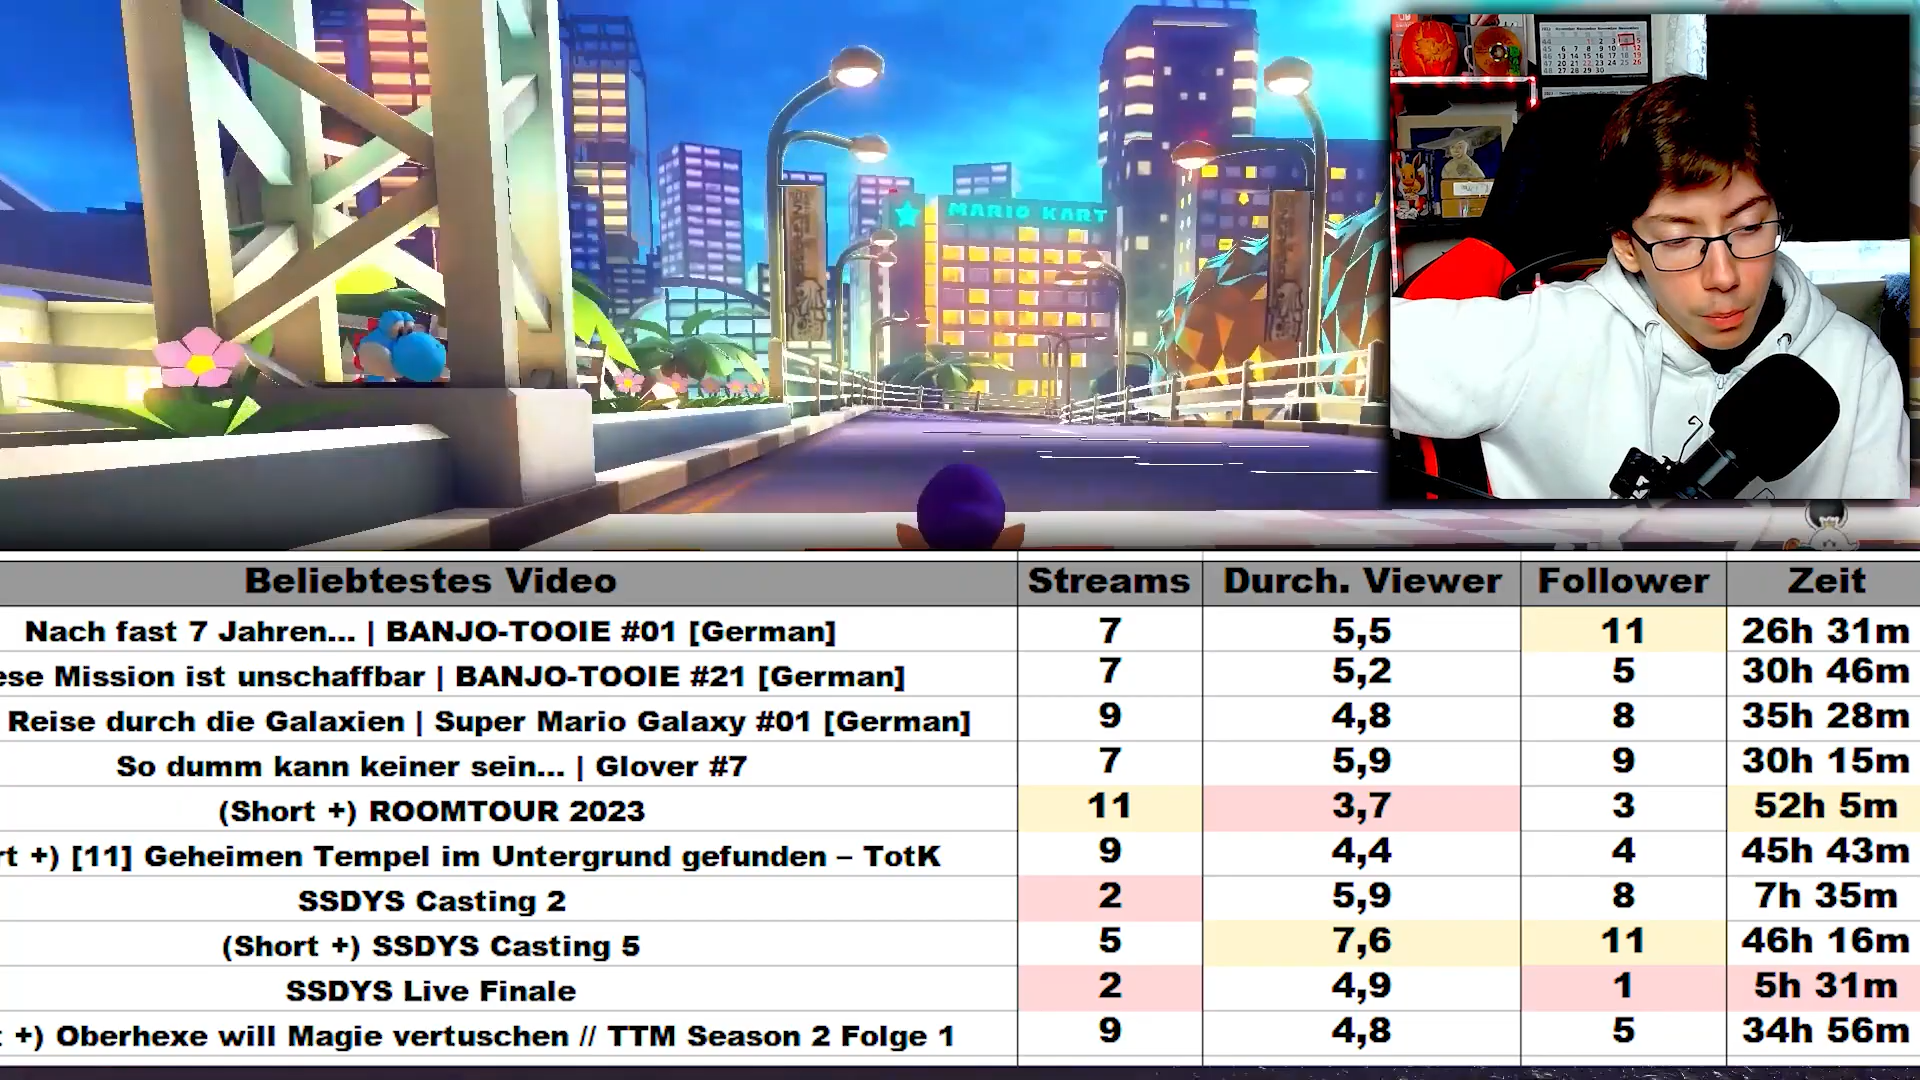 MARIO KART
Beliebtestes Video Streams Durch. Viewer Follower Zeit
Nach fast 7 Jahren... | BANJO-TOOIE #01 [German] 7 5,5 11 26h 31m
ese Mission ist unschaffbar | BANJO-TOOIE #21 [German] 7 5,2 5 30h 46m
Reise durch die Galaxien | Super Mario Galaxy #01 [German] 9 4,8 8 35h 28m
So dumm kann keiner sein... | Glover #7 7 5,9 9 30h 15m
(Short +) ROOMTOUR 2023 11 3,7 3 52h 5m
rt +) [11] Geheimen Tempel im Untergrund gefunden – TotK 9 4,4 4 45h 43m
SSDYS Casting 2 2 5,9 8 7h 35m
(Short +) SSDYS Casting 5 5 7,6 11 46h 16m
SSDYS Live Finale 2 4,9 1 5h 31m
t +) Oberhexe will Magie vertuschen // TTM Season 2 Folge 1 9 4,8 5 34h 56m